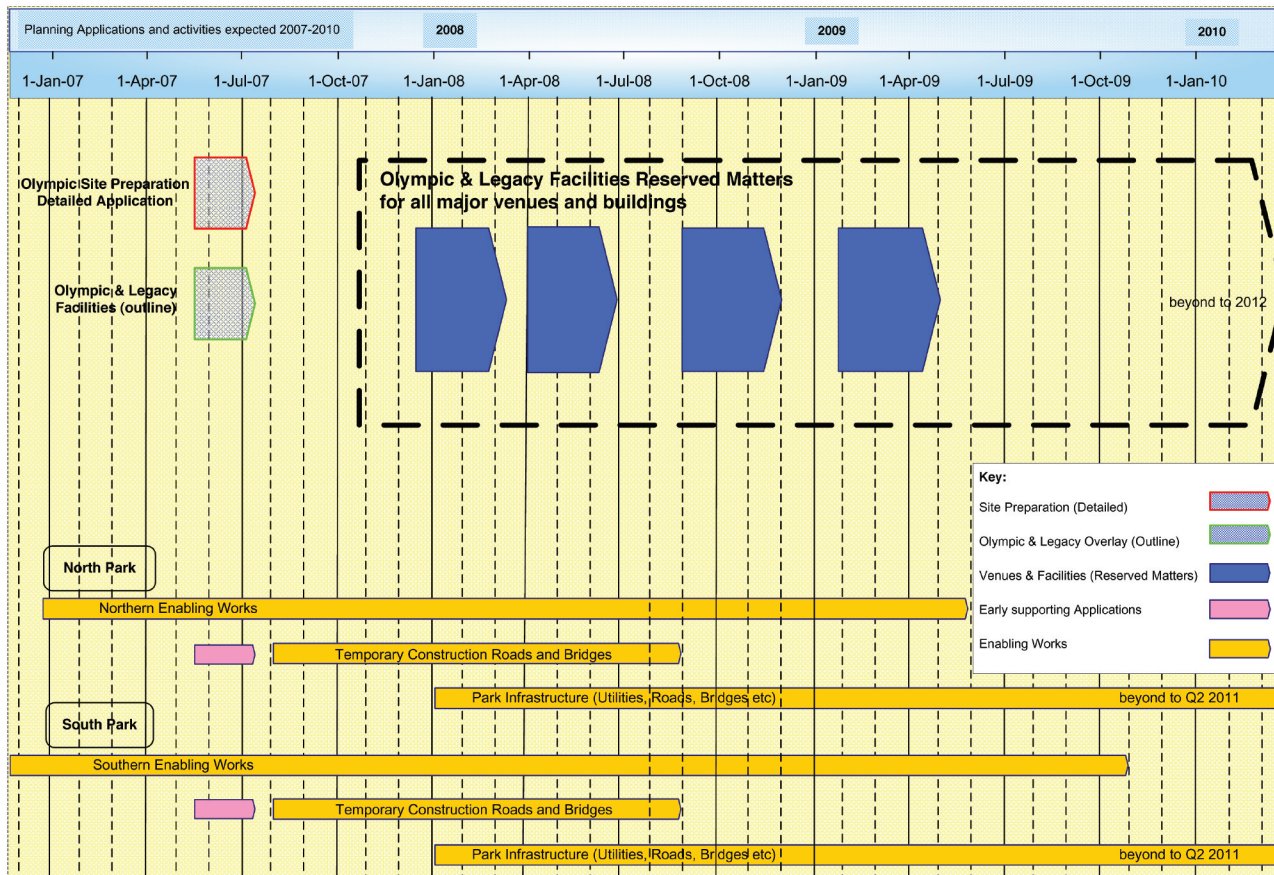 Planning Applications and activities expected 2007-2010
2008
2009
2010
1-Jan-07
1-Apr-07
1-Jul-07
1-Oct-07
1-Jan-08
1-Apr-08
1-Jul-08
1-Oct-08
1-Jan-09
1-Apr-09
1-Jul-09
1-Oct-09
1-Jan-10
Olympic Site Preparation
Detailed Application
Olympic & Legacy Facilities Reserved Matters
for all major venues and buildings
Olympic & Legacy
Facilities (outline)
beyond to 2012
Key:
Site Preparation (Detailed)
Olympic & Legacy Overlay (Outline)
Venues & Facilities (Reserved Matters)
Early supporting Applications
Enabling Works
North Park
Northern Enabling Works
Temporary Construction Roads and Bridges
Park Infrastructure (Utilities, Roads, Bridges etc)
beyond to Q2 2011
South Park
Southern Enabling Works
Temporary Construction Roads and Bridges
Park Infrastructure (Utilities, Roads, Bridges etc)
beyond to Q2 2011